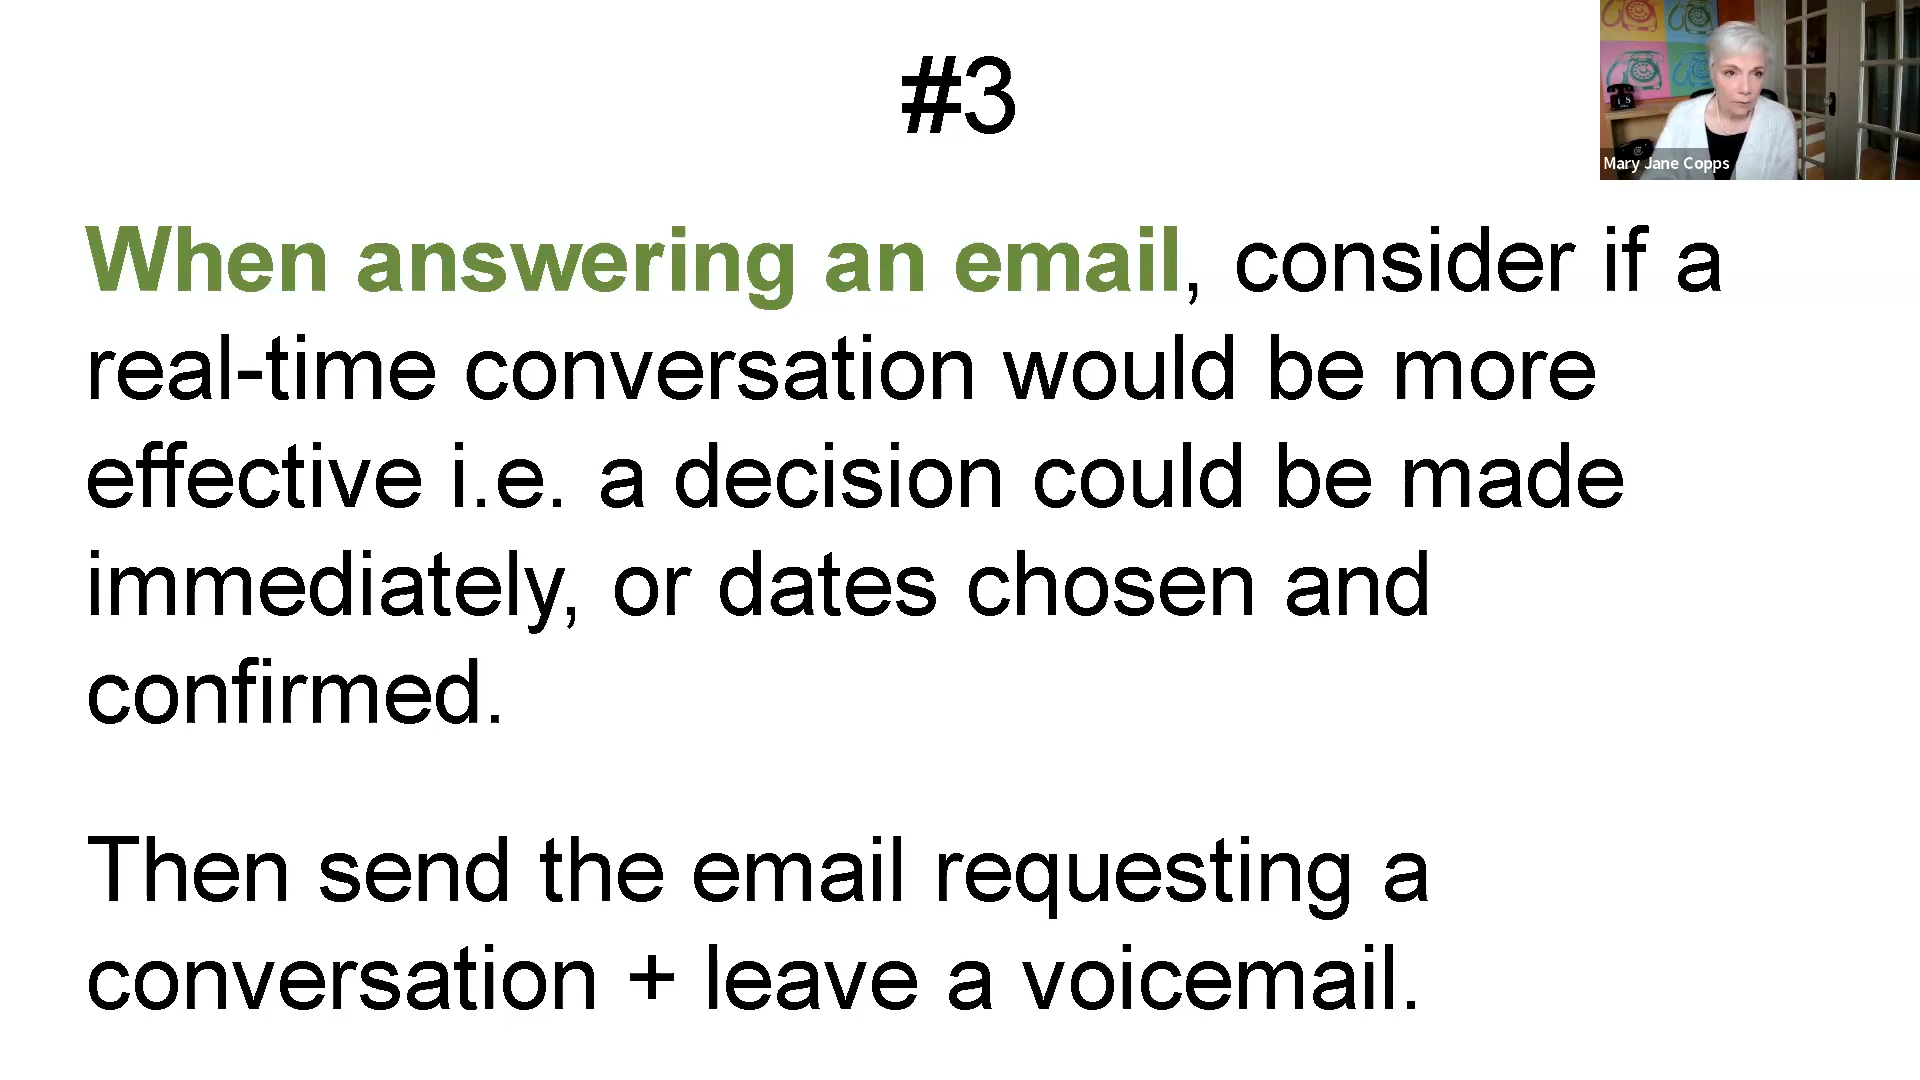 #3
Mary Jane Copps
When answering an email, consider if a
real-time conversation would be more
effective i.e. a decision could be made
immediately, or dates chosen and
confirmed.
Then send the email requesting a
conversation + leave a voicemail.